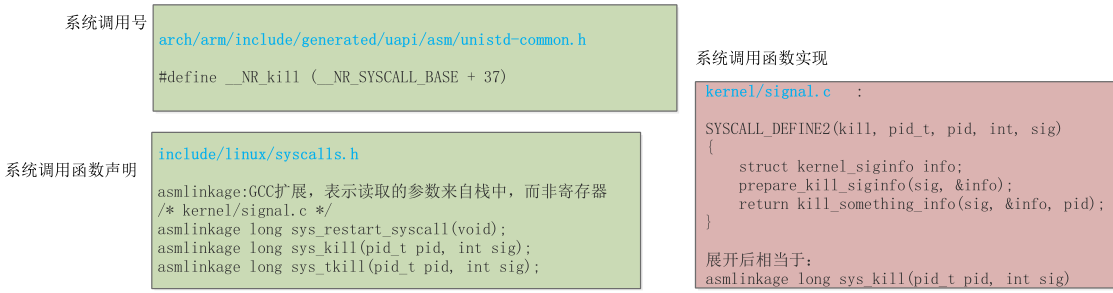 系统调用号
arch/arm/include/generated/uapi/asm/unistd-common.h
#define __NR_kill (__NR_SYSCALL_BASE + 37)
系统调用函数声明
include/linux/syscalls.h
asmlinkage:GCC扩展，表示读取的参数来自栈中，而非寄存器
/* kernel/signal.c */
asmlinkage long sys_restart_syscall(void);
asmlinkage long sys_kill(pid_t pid, int sig);
asmlinkage long sys_tkill(pid_t pid, int sig);
系统调用函数实现
kernel/signal.c :
SYSCALL_DEFINE2(kill, pid_t, pid, int, sig)
{
    struct kernel_siginfo info;
    prepare_kill_siginfo(sig, &info);
    return kill_something_info(sig, &info, pid);
}
展开后相当于:
asmlinkage long sys_kill(pid_t pid, int sig)